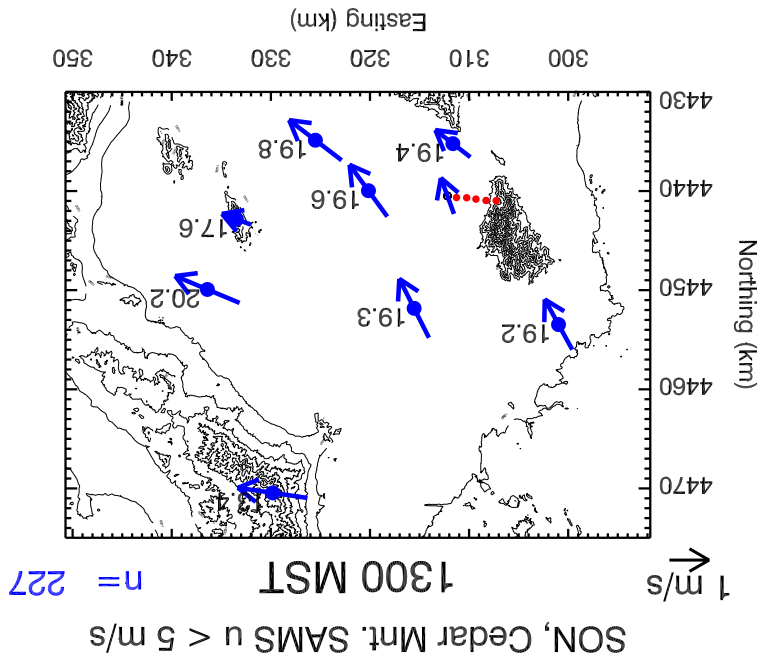 SON, Cedar Mnt. SAMS u < 5 m/s
1 m/s
1300 MST
n= 227
4470
4460
19.2
19.3
4450
20.2
17.6
19.6
4440
19.4
19.8
4430
300 310 320 330 340 350
Easting (km)
Northing (km)